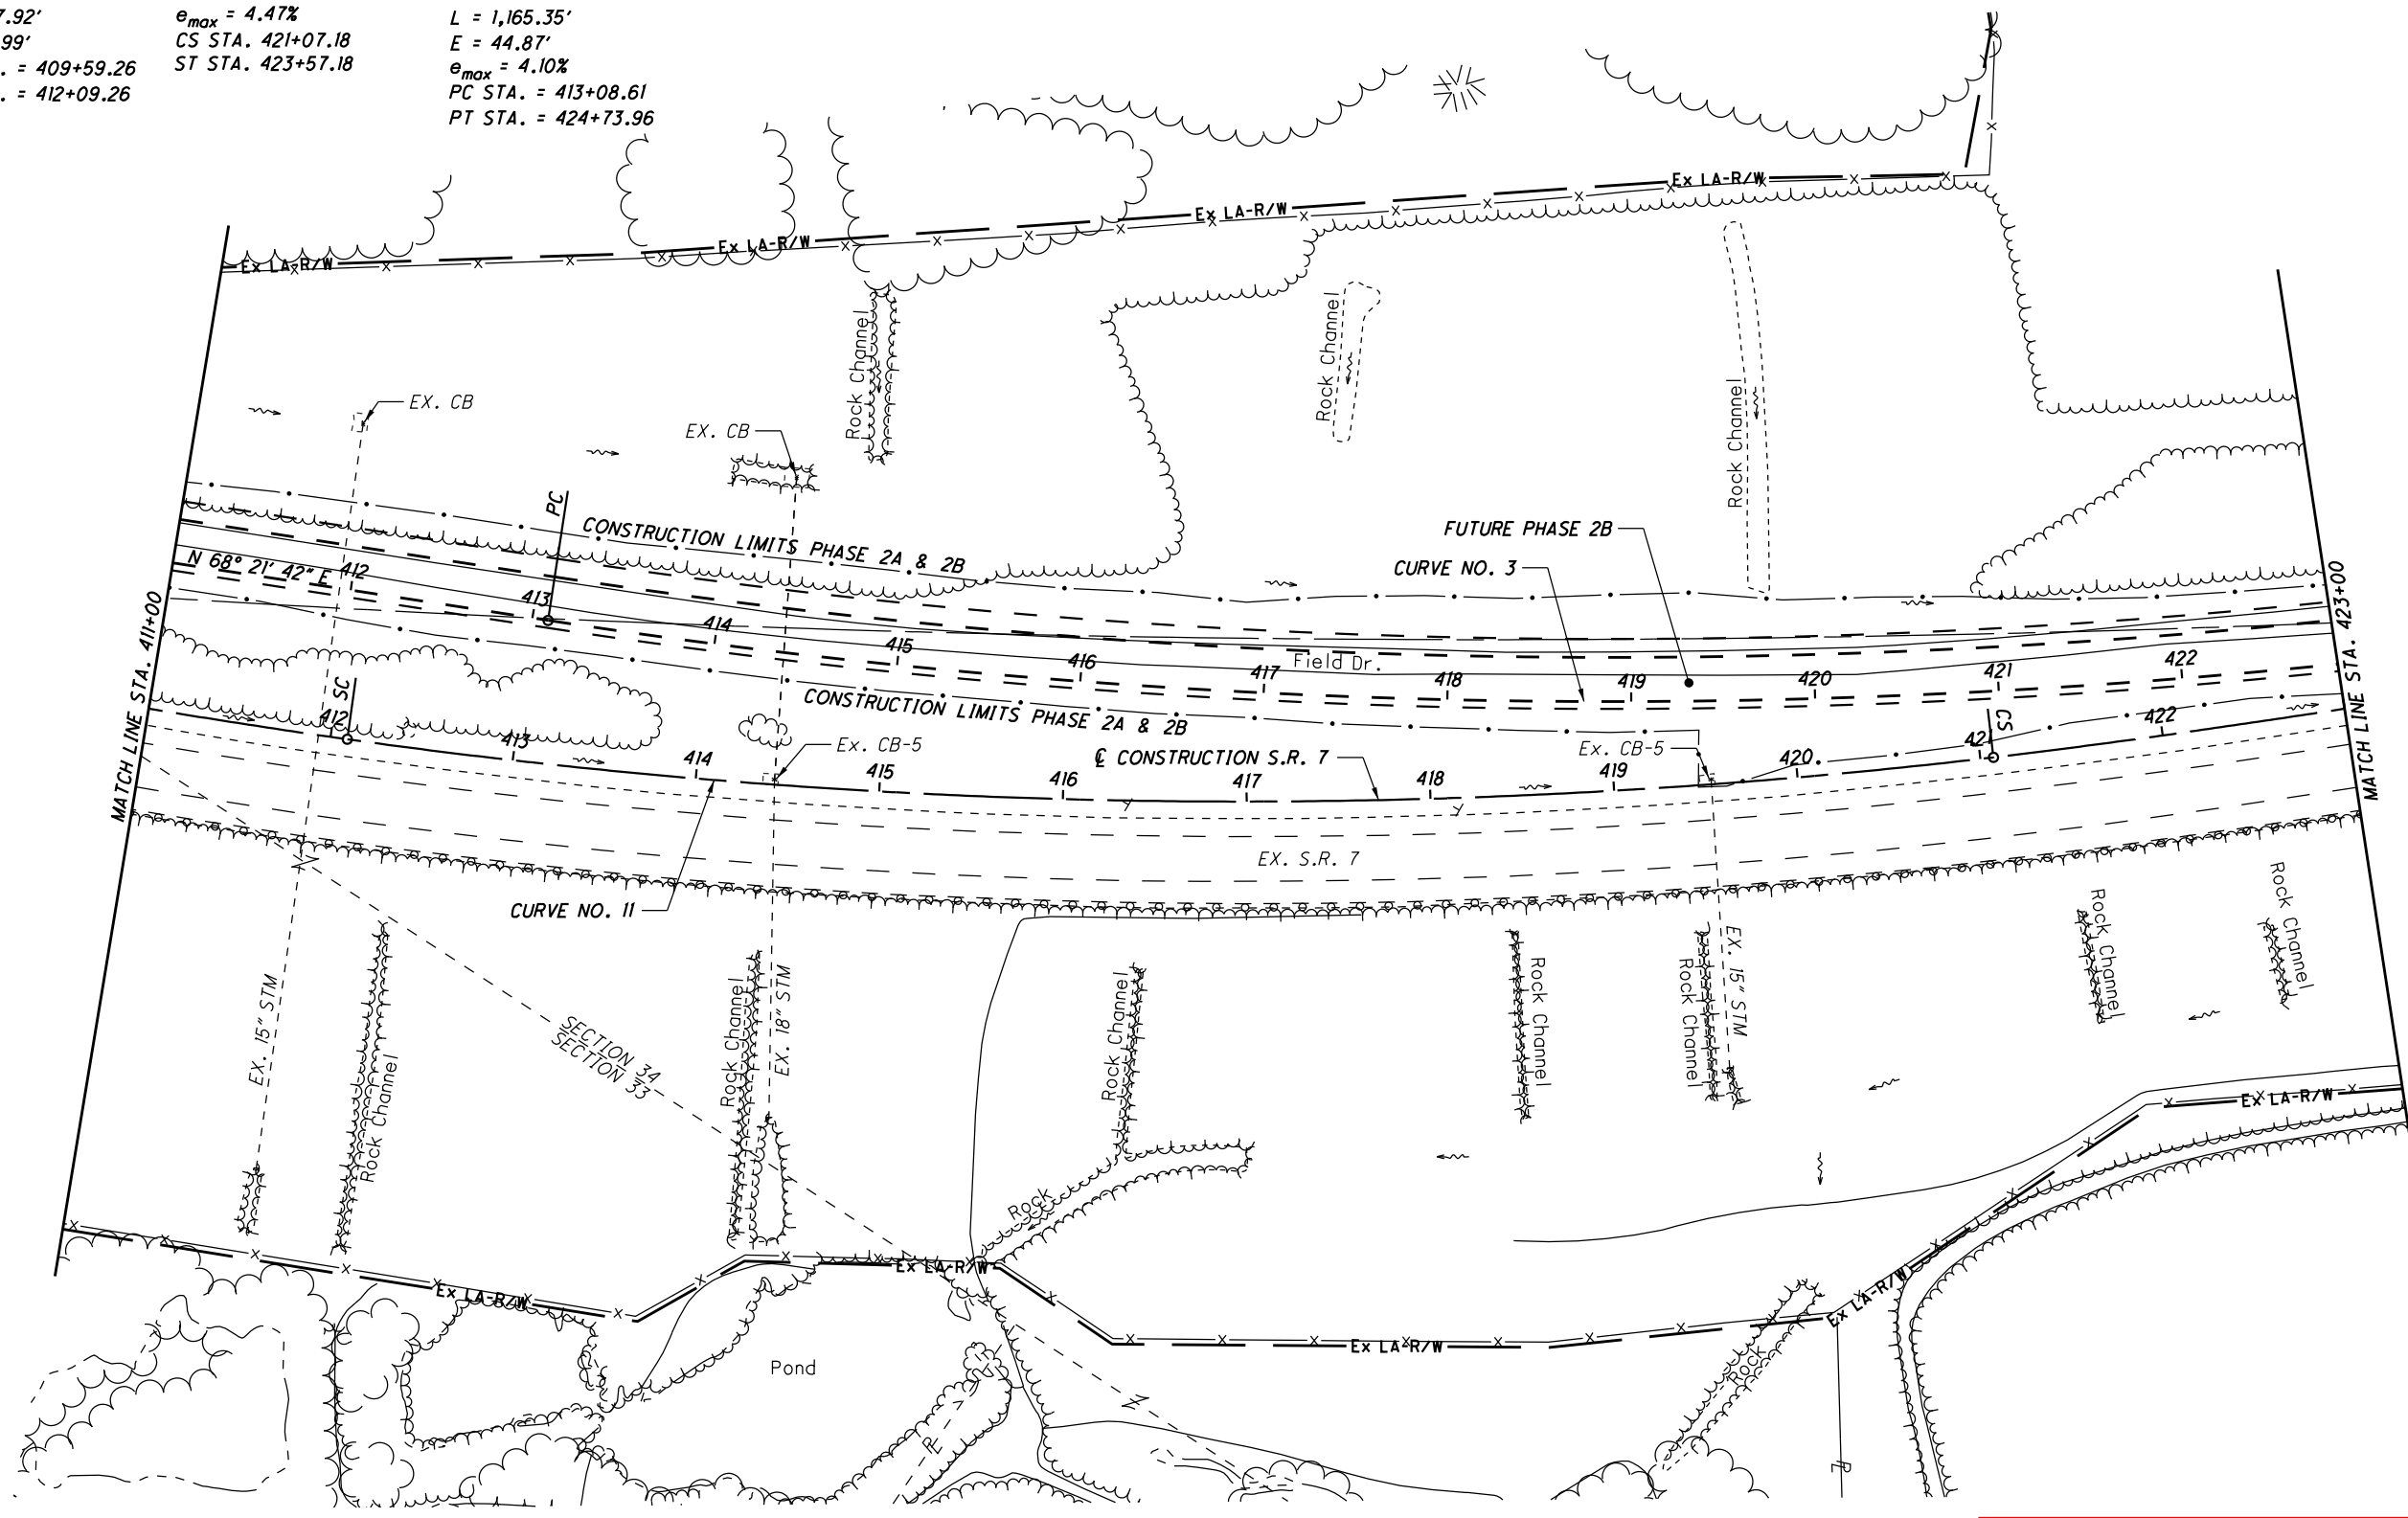 7.92'
99'
. = 409+59.26
. = 412+09.26
emax = 4.47%
CS STA. 421+07.18
ST STA. 423+57.18
L = 1,165.35'
E = 44.87'
emax = 4.10%
PC STA. = 413+08.61
PT STA. = 424+73.96
Ex LA-R/W
Ex LA-R/W
Ex LA-R/W
Ex LA-R/W
Rock Channel
Rock Channel
Rock Channel
EX. CB
EX. CB
PC
CONSTRUCTION LIMITS PHASE 2A & 2B
FUTURE PHASE 2B
CURVE NO. 3
N 68° 21' 42" E
412
413
414
415
416
417
418
419
420
421
422
Field Dr.
MATCH LINE STA. 411+00
MATCH LINE STA. 423+00
CONSTRUCTION LIMITS PHASE 2A & 2B
SC
CS
412
413
414
415
416
417
418
419
420
421
422
Ex. CB-5
℄ CONSTRUCTION S.R. 7
Ex. CB-5
EX. S.R. 7
CURVE NO. 11
EX. 15" STM
Rock Channel
SECTION 34
SECTION 33
Rock Channel
EX. 18" STM
Rock Channel
Rock Channel
Rock Channel
EX. 15" STM
Rock Channel
Rock Channel
Rock
Ex LA-R/W
Ex LA-R/W
Ex LA-R/W
Ex LA-R/W
Ex LA-R/W
Pond
Rock
PL
PL